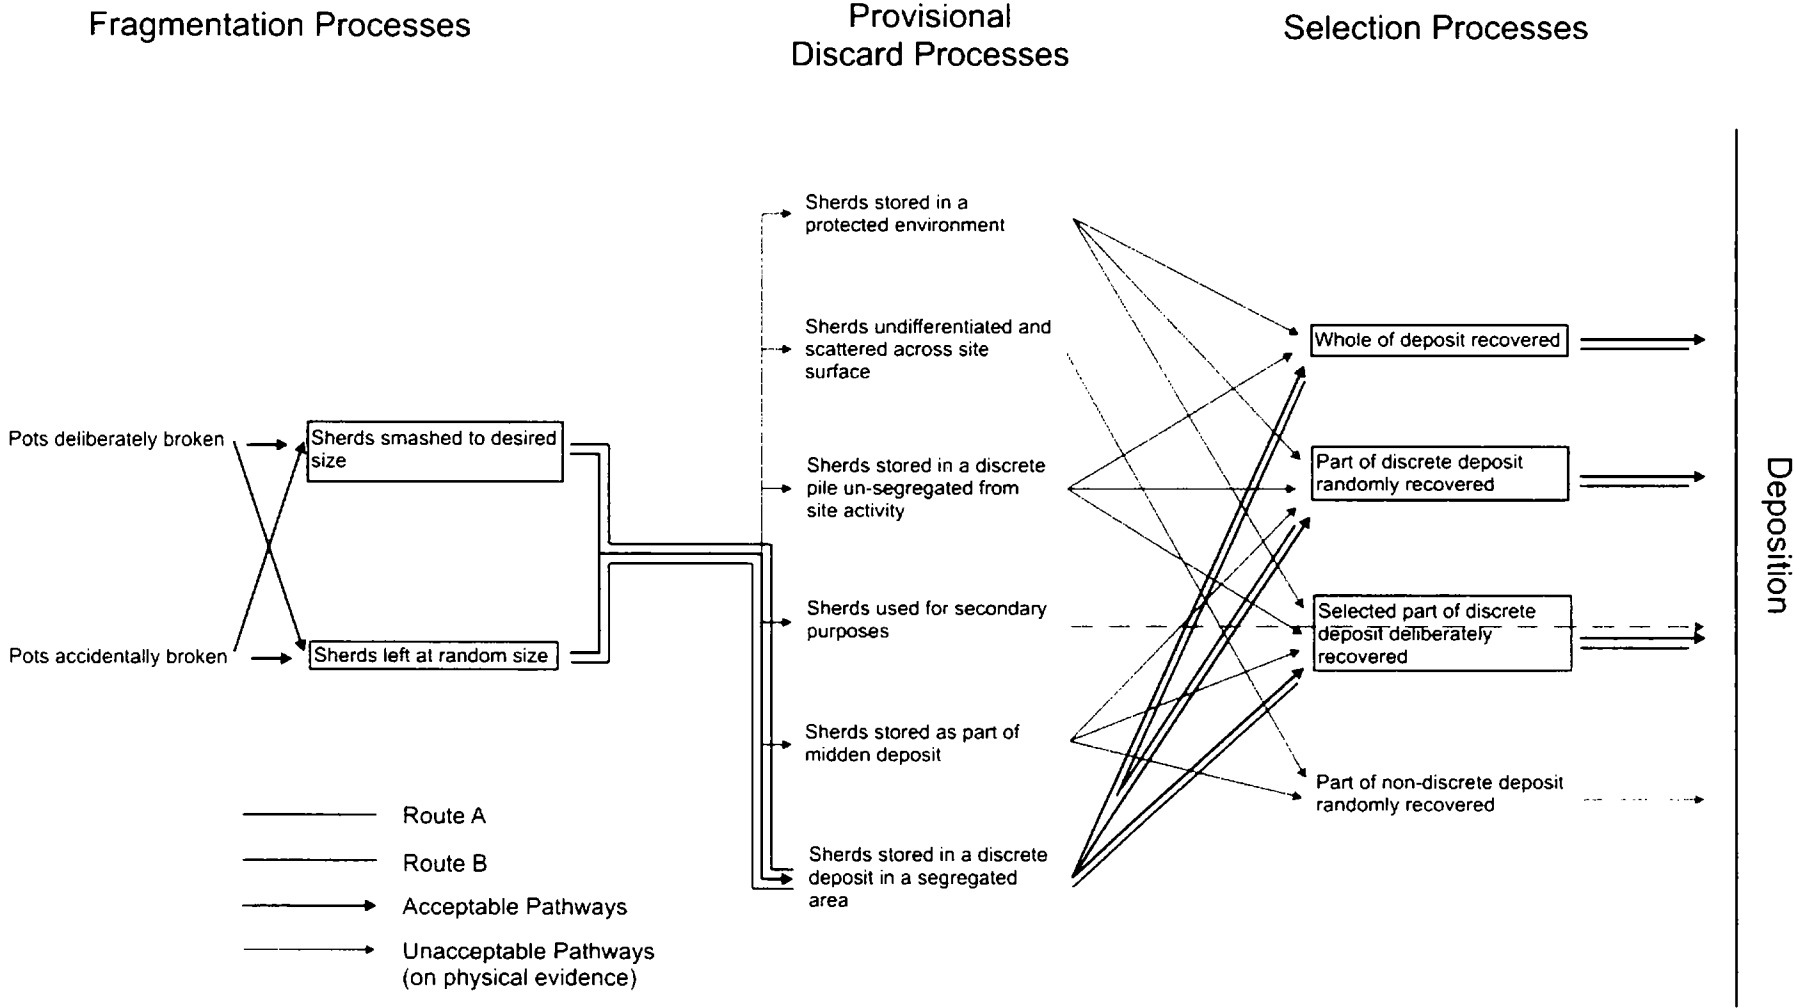 Fragmentation Processes
Provisional
Discard Processes
Selection Processes
Sherds stored in a
protected environment
Sherds undifferentiated and
scattered across site
surface
Whole of deposit recovered
Pots deliberately broken
Sherds smashed to desired
size
Sherds stored in a discrete
pile un-segregated from
site activity
Part of discrete deposit
randomly recovered
Deposition
Pots accidentally broken
Sherds left at random size
Sherds used for secondary
purposes
Selected part of discrete
deposit deliberately
recovered
Sherds stored as part of
midden deposit
Part of non-discrete deposit
randomly recovered
Sherds stored in a discrete
deposit in a segregated
area
Route A
Route B
Acceptable Pathways
Unacceptable Pathways
(on physical evidence)